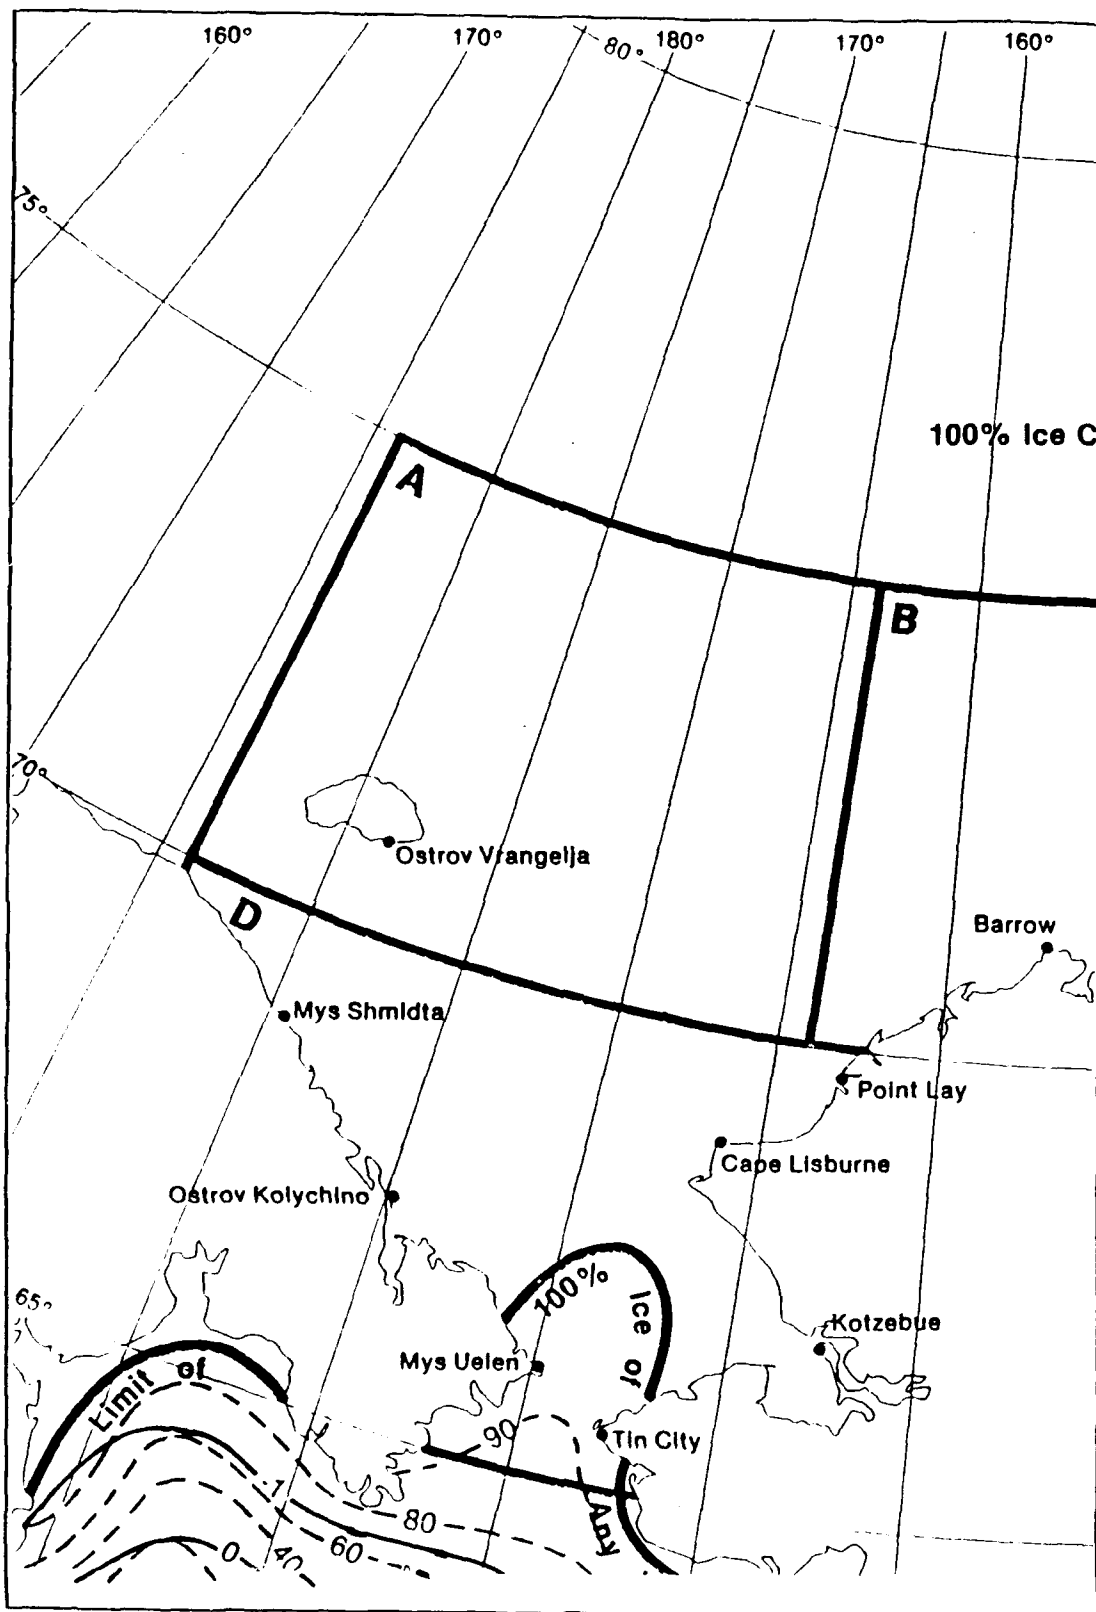 160° 170° 180° 170° 160°
80°
75°
100% Ice C
A
B
70°
Ostrov Vrangelja
D
Barrow
Mys Shmidta
Point Lay
Cape Lisburne
Ostrov Kolychino
65°
100% Ice of Any
Kotzebue
Mys Uelen
Limit of
90
Tin City
-1
80
60
40
0